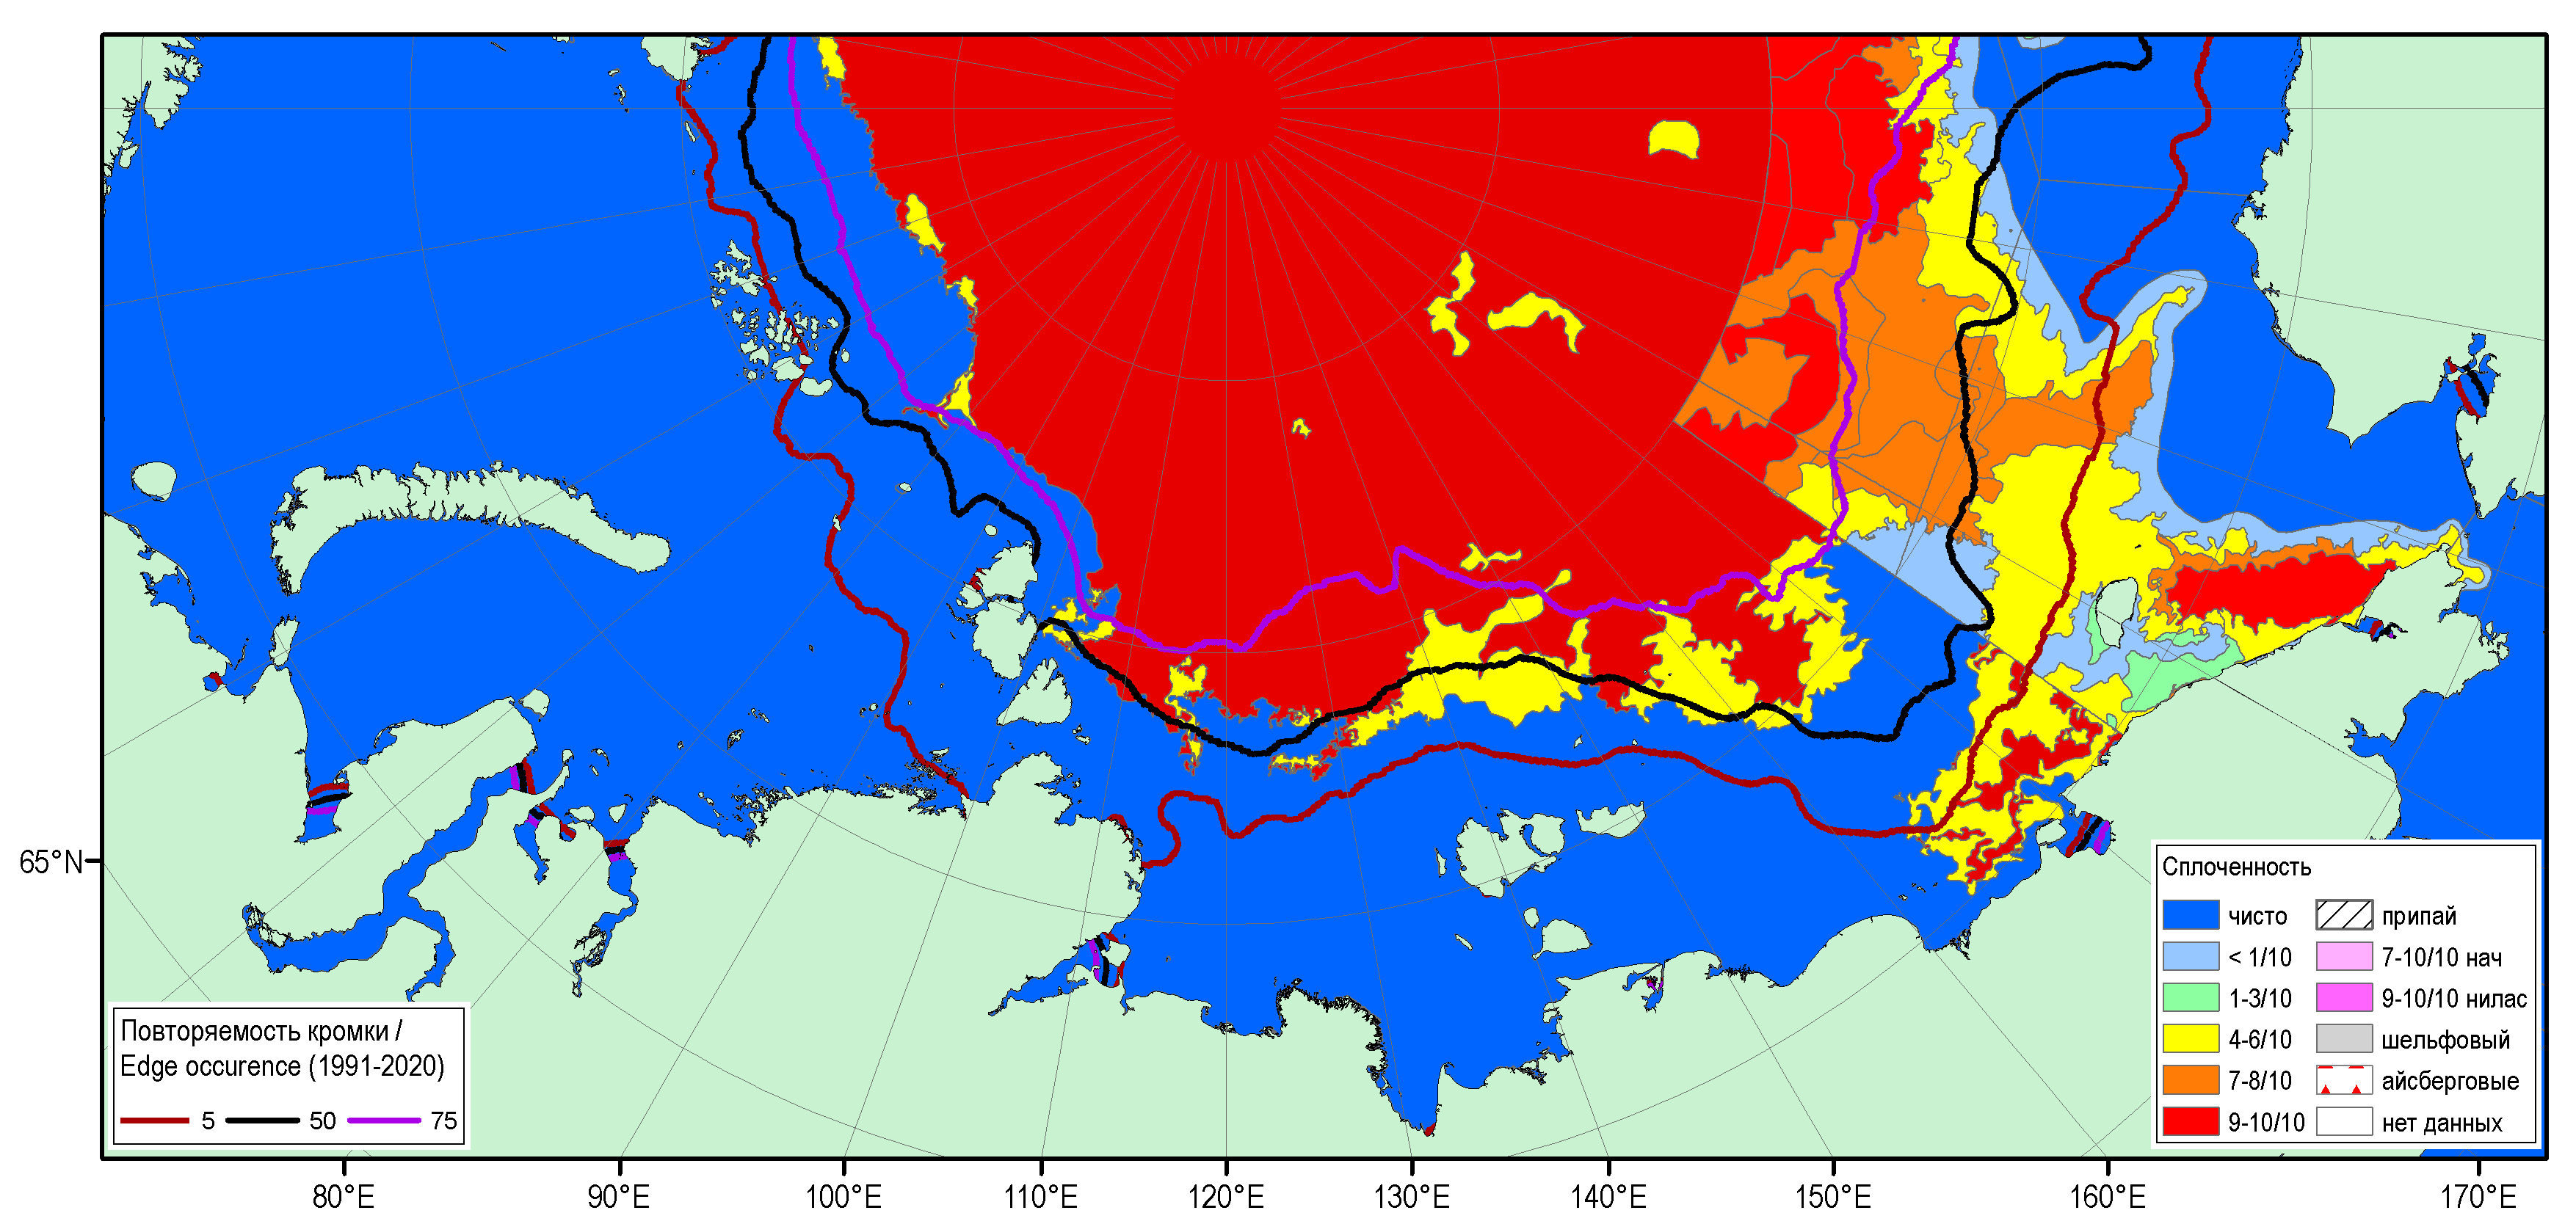 65°N
Повторяемость кромки /
Edge occurence (1991-2020)
5 50 75
Сплоченность
чисто припай
< 1/10 7-10/10 нач
1-3/10 9-10/10 нилас
4-6/10 шельфовый
7-8/10 айсберговые
9-10/10 нет данных
80°E 90°E 100°E 110°E 120°E 130°E 140°E 150°E 160°E 170°E